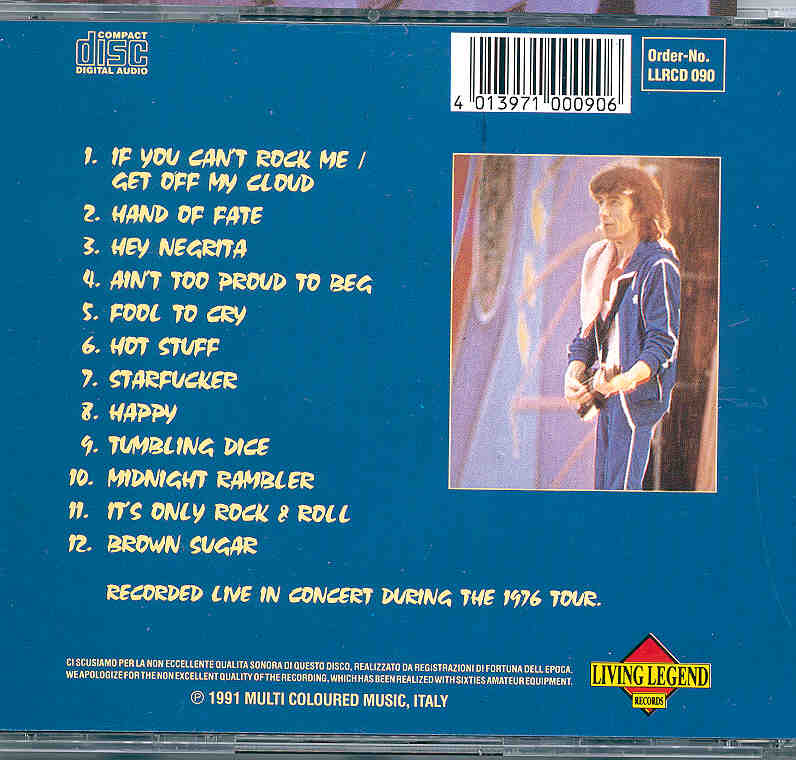 COMPACT
disc
DIGITAL AUDIO
4 013971 000906
Order-No.
LLRCD 090
1. IF YOU CAN'T ROCK ME /
GET OFF MY CLOUD
2. HAND OF FATE
3. HEY NEGRITA
4. AIN'T TOO PROUD TO BEG
5. FOOL TO CRY
6. HOT STUFF
7. STARFUCKER
8. HAPPY
9. TUMBLING DICE
10. MIDNIGHT RAMBLER
11. IT'S ONLY ROCK & ROLL
12. BROWN SUGAR
RECORDED LIVE IN CONCERT DURING THE 1976 TOUR.
CI SCUSIAMO PER LA NON ECCELLENTE QUALITA SONORA DI QUESTO DISCO, REALIZZATO DA REGISTRAZIONI DI FORTUNA DELL EPOCA.
WE APOLOGIZE FOR THE NON EXCELLENT QUALITY OF THE RECORDING, WHICH HAS BEEN REALIZED WITH SIXTIES AMATEUR EQUIPMENT.
℗ 1991 MULTI COLOURED MUSIC, ITALY
LIVING LEGEND
RECORDS